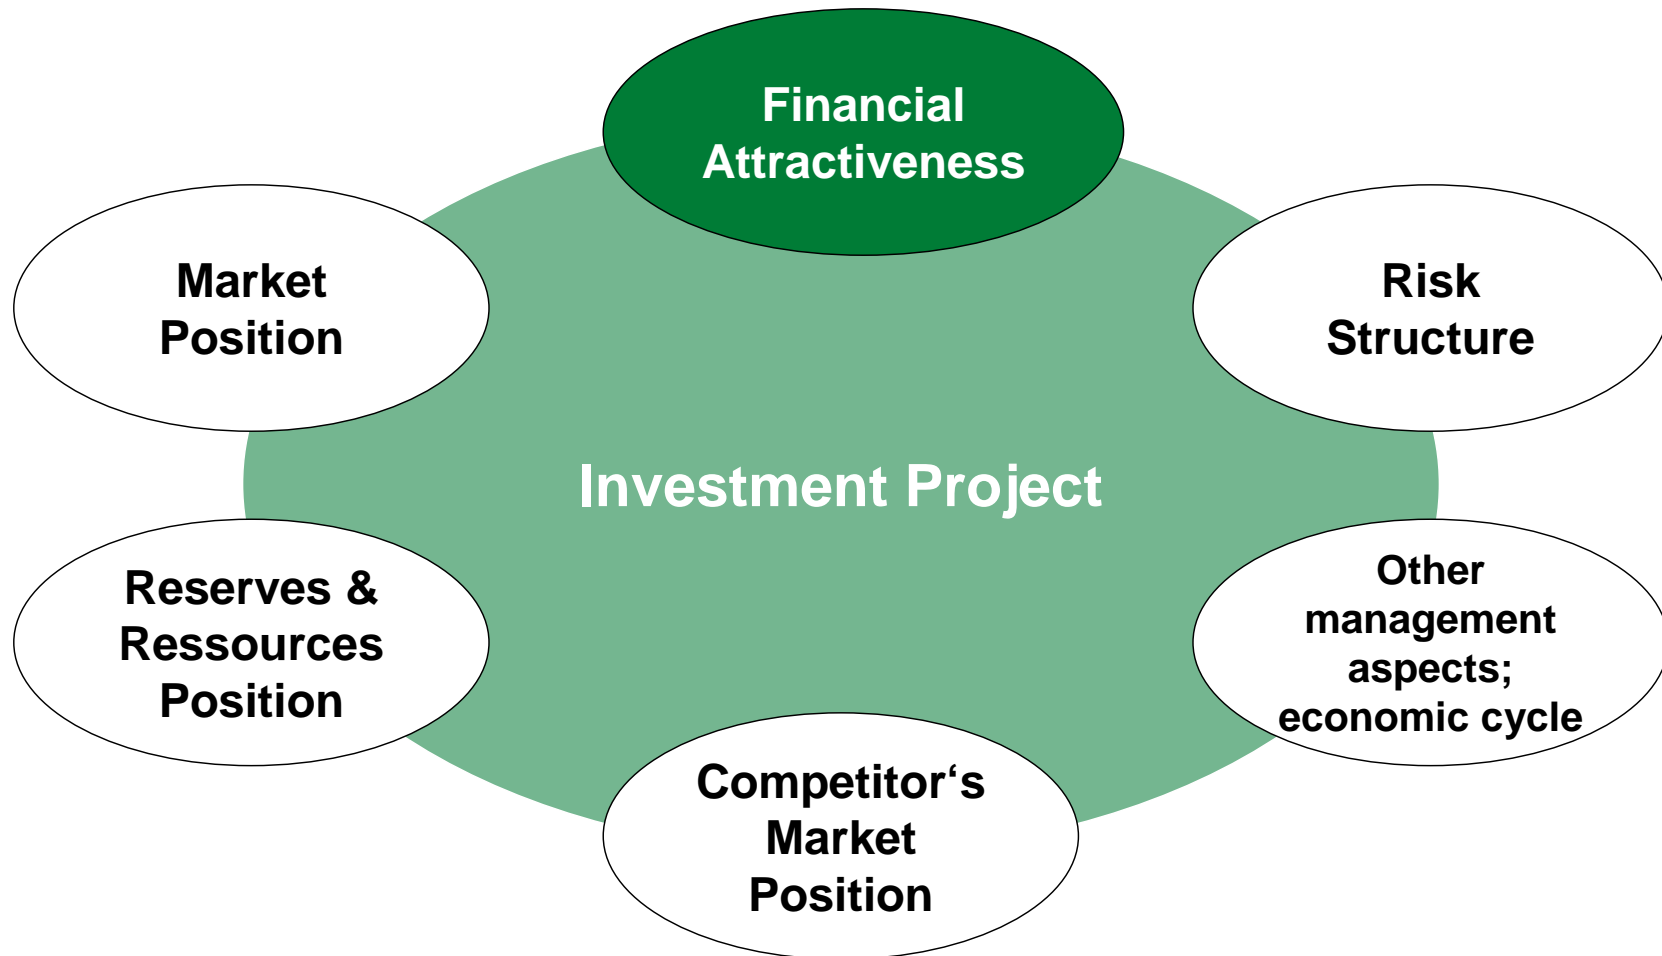 Financial
Attractiveness
Market
Position
Risk
Structure
Investment Project
Reserves &
Ressources
Position
Other
management
aspects;
economic cycle
Competitor‘s
Market
Position